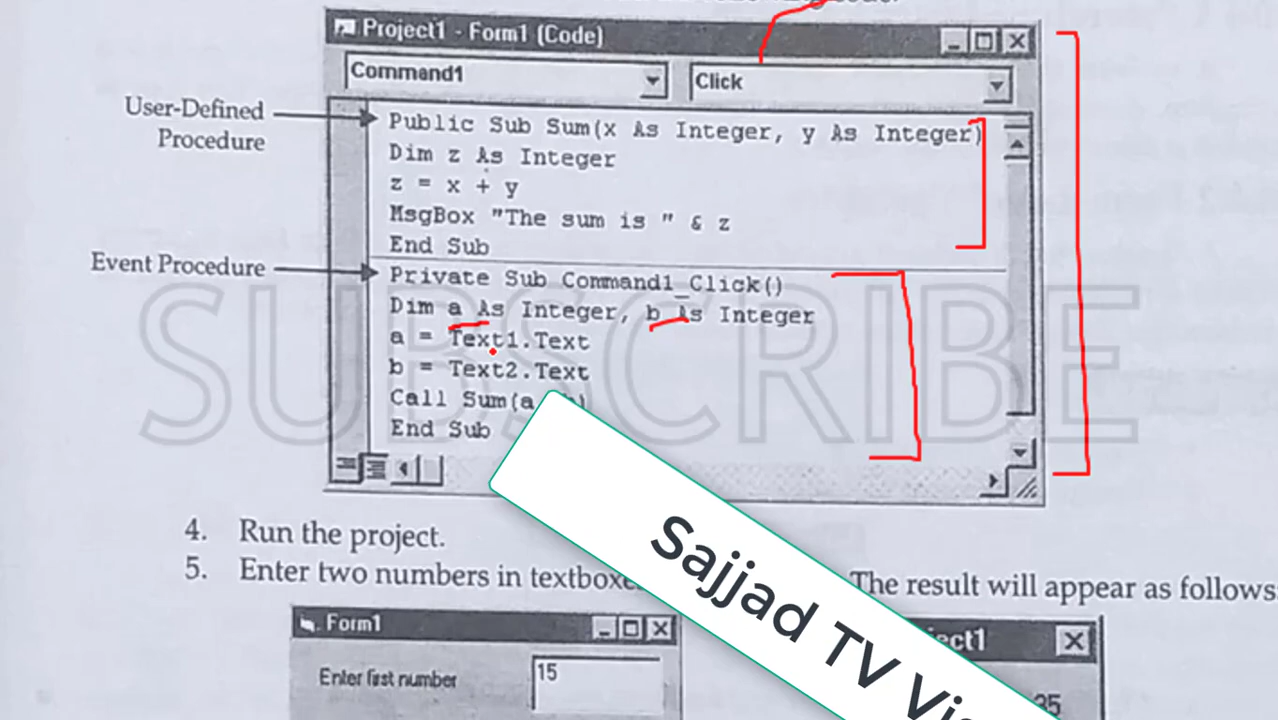 Project1 - Form1 (Code)
Command1
Click
User-Defined
Procedure
Public Sub Sum(x As Integer, y As Integer)
Dim z As Integer
z = x + y
MsgBox "The sum is " & z
End Sub
Event Procedure
Private Sub Command1_Click()
Dim a As Integer, b As Integer
a = Text1.Text
b = Text2.Text
Call Sum(a
End Sub
SUBSCRIBE
4. Run the project.
5. Enter two numbers in The result will appear as follows:
Sajjad TV
Form1
Enter first number
15